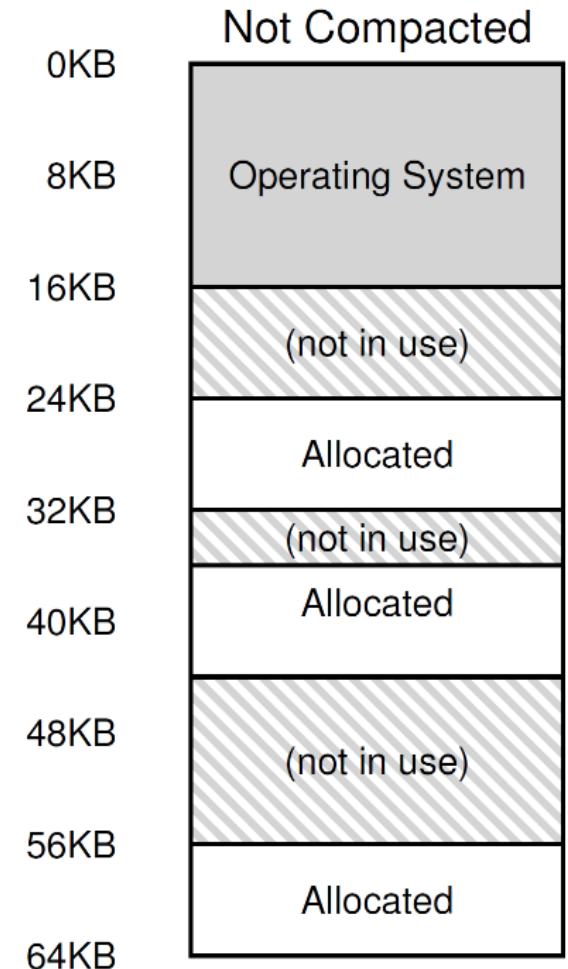 Not Compacted
0KB
8KB
Operating System
16KB
(not in use)
24KB
Allocated
32KB
(not in use)
Allocated
40KB
48KB
(not in use)
56KB
Allocated
64KB